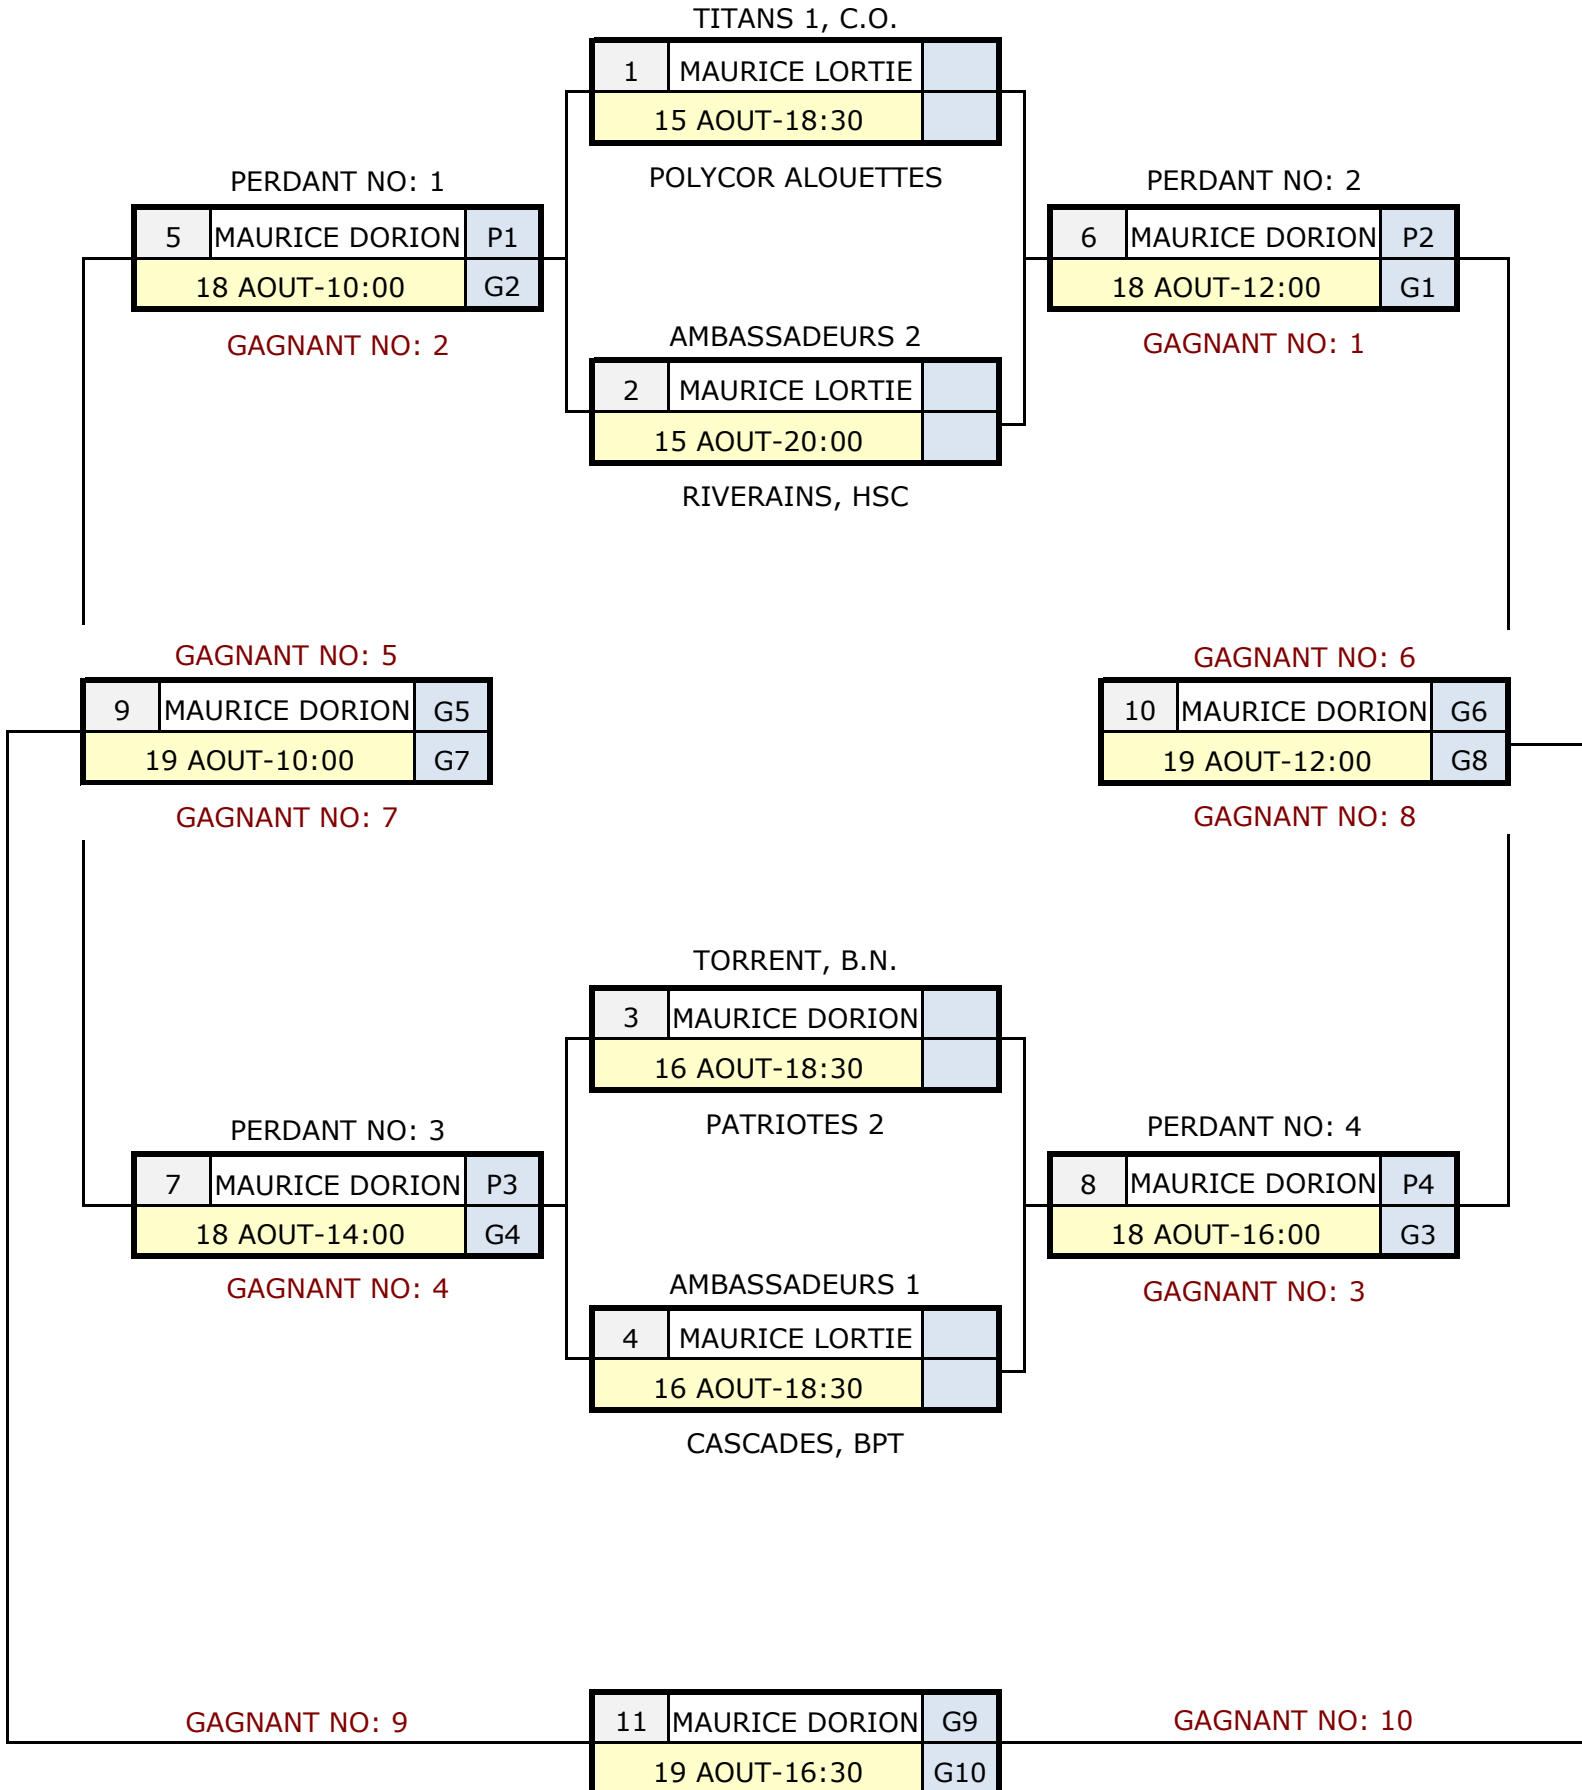 TITANS 1, C.O.
1 MAURICE LORTIE
15 AOUT-18:30
POLYCOR ALOUETTES
PERDANT NO: 1
5 MAURICE DORION P1
18 AOUT-10:00 G2
GAGNANT NO: 2
PERDANT NO: 2
6 MAURICE DORION P2
18 AOUT-12:00 G1
GAGNANT NO: 1
AMBASSADEURS 2
2 MAURICE LORTIE
15 AOUT-20:00
RIVERAINS, HSC
GAGNANT NO: 5
9 MAURICE DORION G5
19 AOUT-10:00 G7
GAGNANT NO: 7
GAGNANT NO: 6
10 MAURICE DORION G6
19 AOUT-12:00 G8
GAGNANT NO: 8
TORRENT, B.N.
3 MAURICE DORION
16 AOUT-18:30
PATRIOTES 2
PERDANT NO: 3
7 MAURICE DORION P3
18 AOUT-14:00 G4
GAGNANT NO: 4
PERDANT NO: 4
8 MAURICE DORION P4
18 AOUT-16:00 G3
GAGNANT NO: 3
AMBASSADEURS 1
4 MAURICE LORTIE
16 AOUT-18:30
CASCADES, BPT
GAGNANT NO: 9
11 MAURICE DORION G9
19 AOUT-16:30 G10
GAGNANT NO: 10